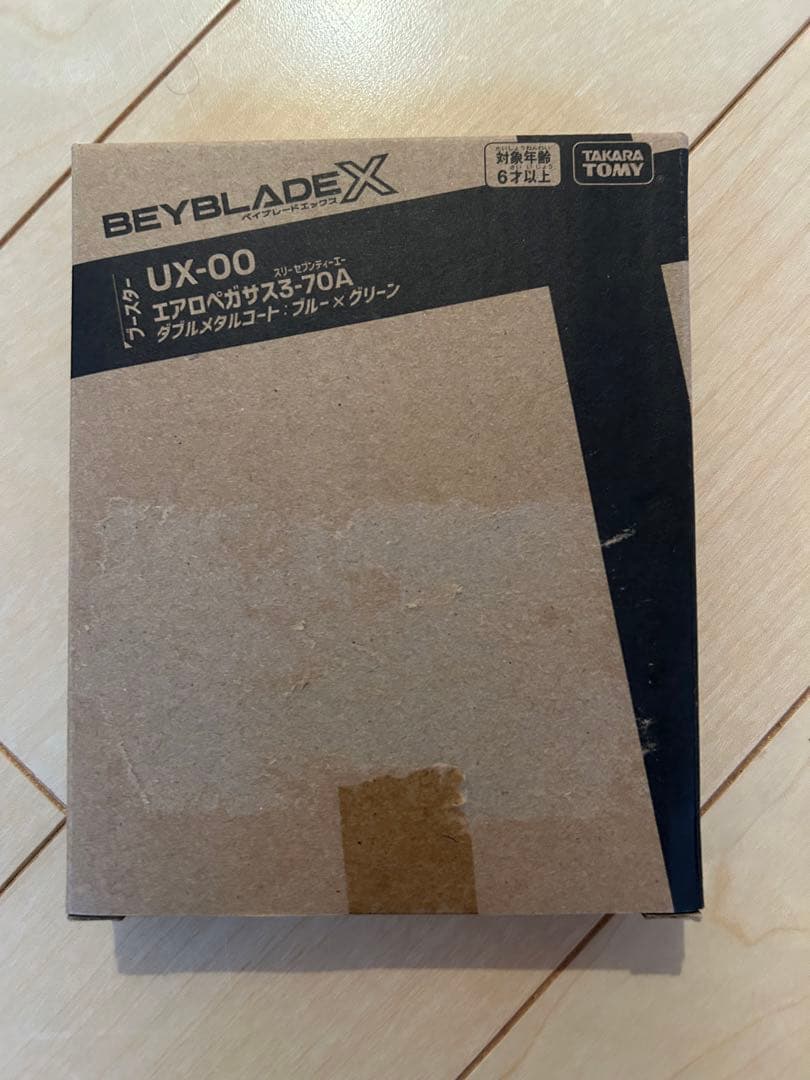 たいしょうねんれい
対象年齢
さい いじょう
6才以上
TAKARA
TOMY
BEYBLADE X
ベイブレードエックス
ブースター
UX-00
スリーセブンティーエー
エアロペガサス3-70A
ダブルメタルコート:ブルー×グリーン